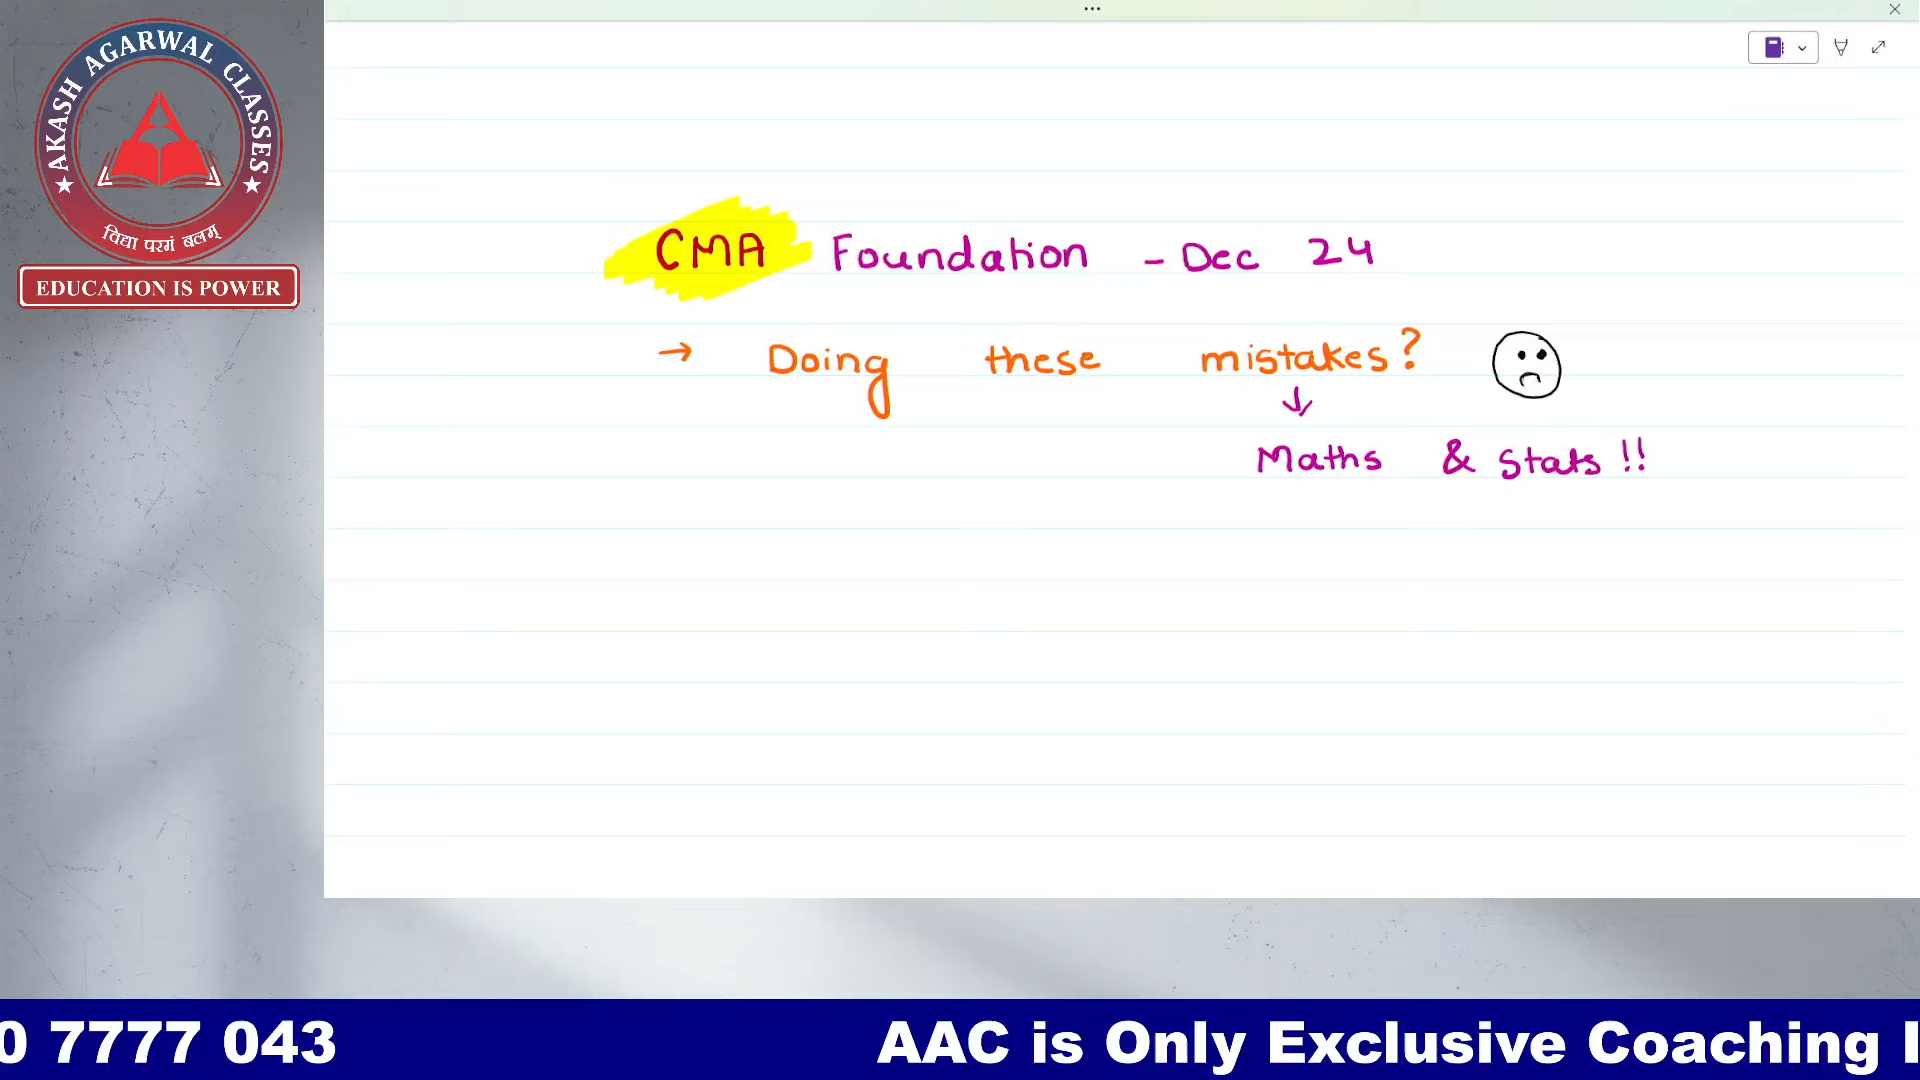 AKASH AGARWAL CLASSES
विद्या परमं बलम्
EDUCATION IS POWER
CMA Foundation - Dec 24
→ Doing these mistakes?
↓
Maths & Stats !!
0 7777 043
AAC is Only Exclusive Coaching I